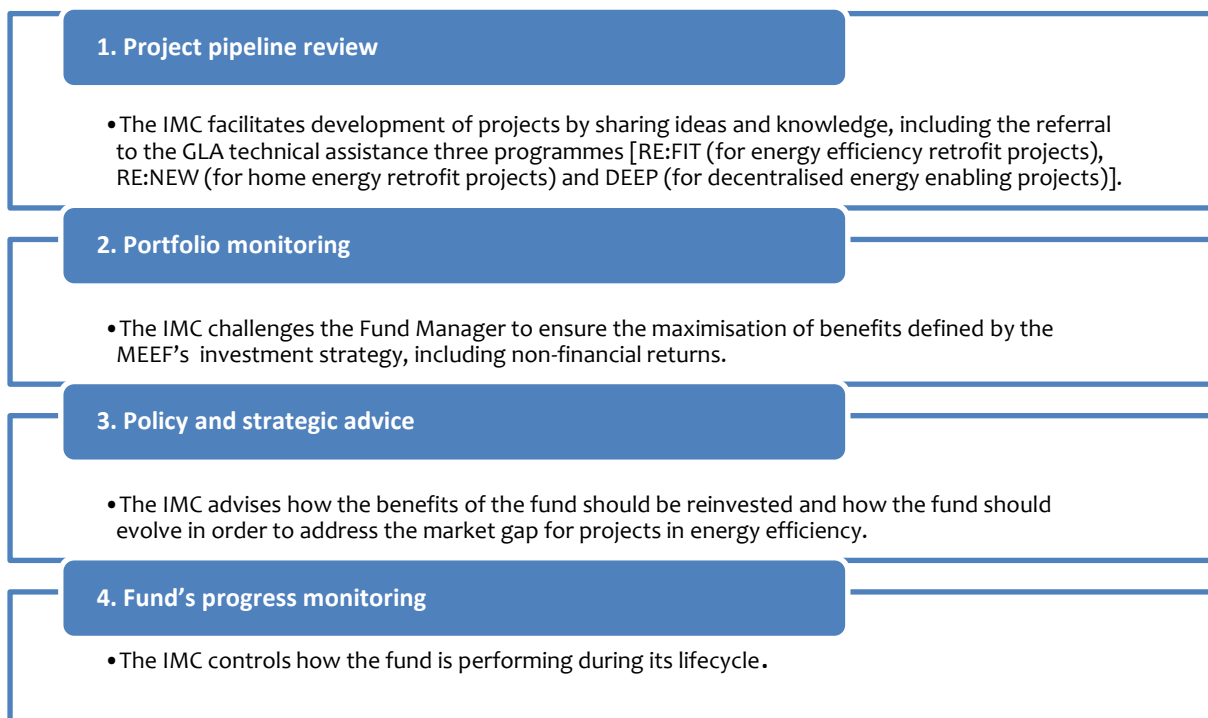 1. Project pipeline review
•The IMC facilitates development of projects by sharing ideas and knowledge, including the referral
to the GLA technical assistance three programmes [RE:FIT (for energy efficiency retrofit projects),
RE:NEW (for home energy retrofit projects) and DEEP (for decentralised energy enabling projects)].
2. Portfolio monitoring
•The IMC challenges the Fund Manager to ensure the maximisation of benefits defined by the
MEEF's  investment strategy, including non-financial returns.
3. Policy and strategic advice
•The IMC advises how the benefits of the fund should be reinvested and how the fund should
evolve in order to address the market gap for projects in energy efficiency.
4. Fund’s progress monitoring
•The IMC controls how the fund is performing during its lifecycle.